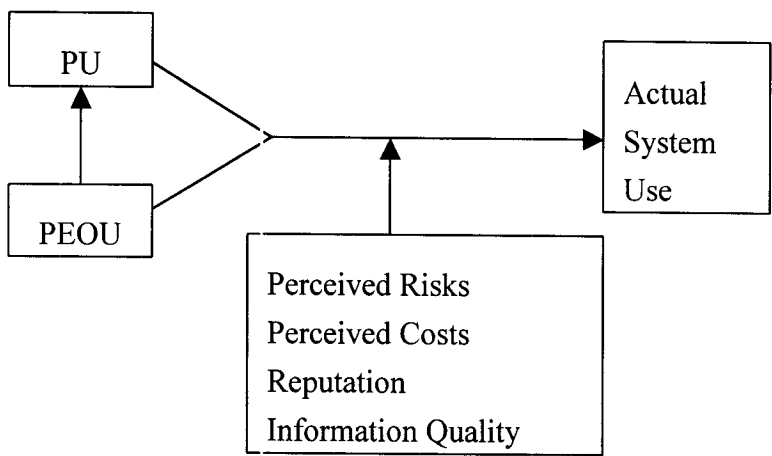 PU
PEOU
Actual
System
Use
Perceived Risks
Perceived Costs
Reputation
Information Quality